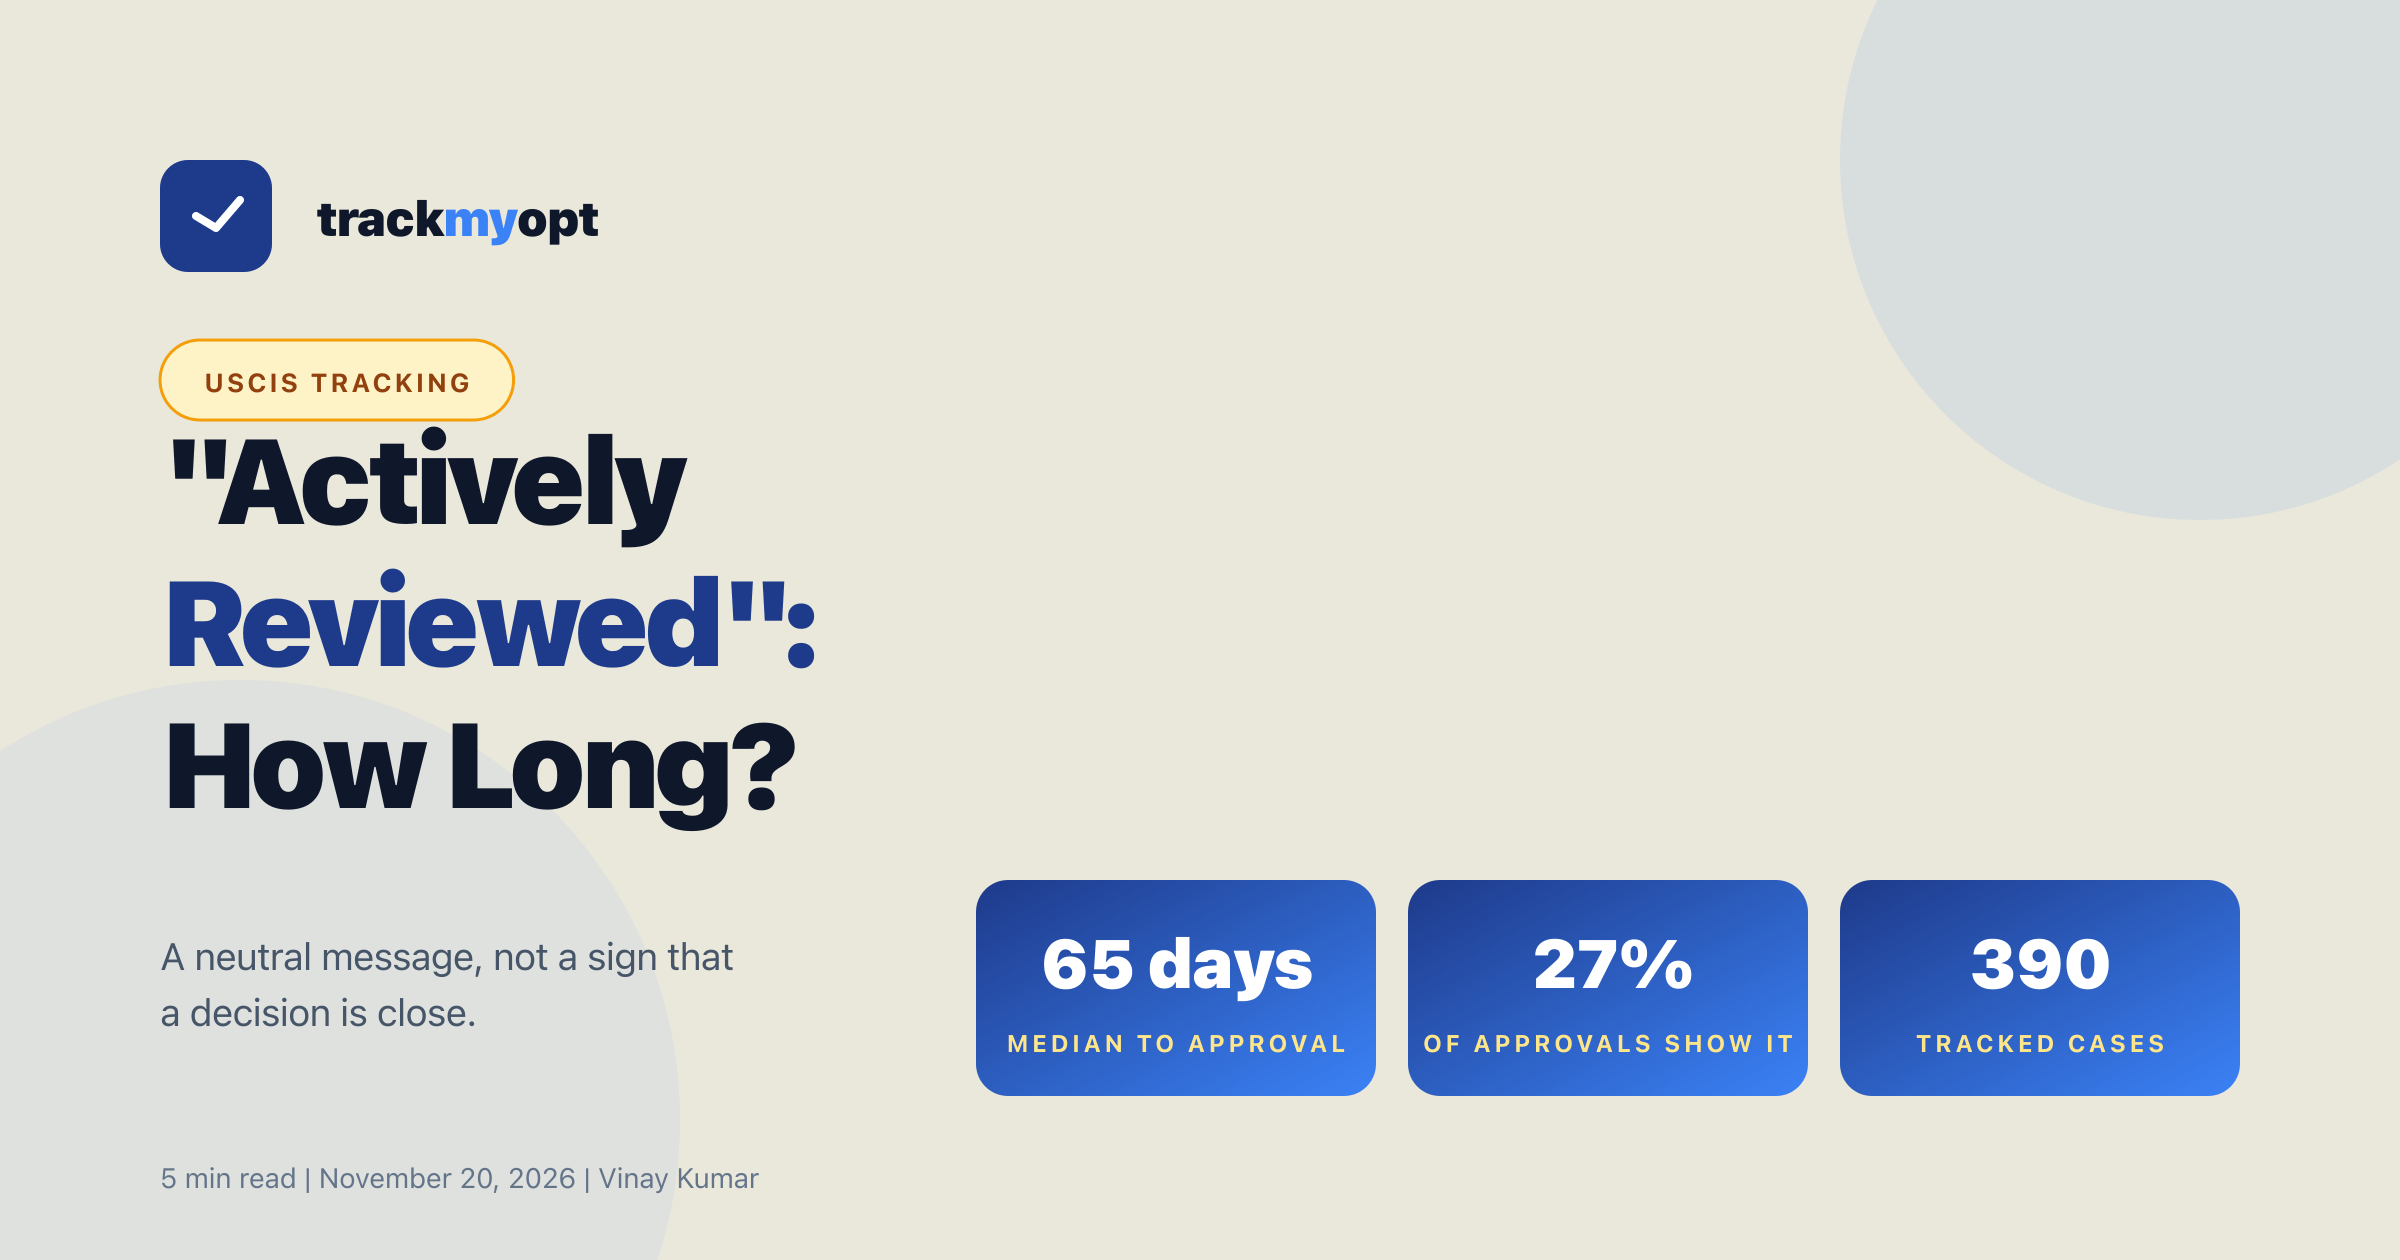 trackmyopt
USCIS TRACKING
"Actively
Reviewed":
How Long?
A neutral message, not a sign that
a decision is close.
65 days
MEDIAN TO APPROVAL
27%
OF APPROVALS SHOW IT
390
TRACKED CASES
5 min read | November 20, 2026 | Vinay Kumar